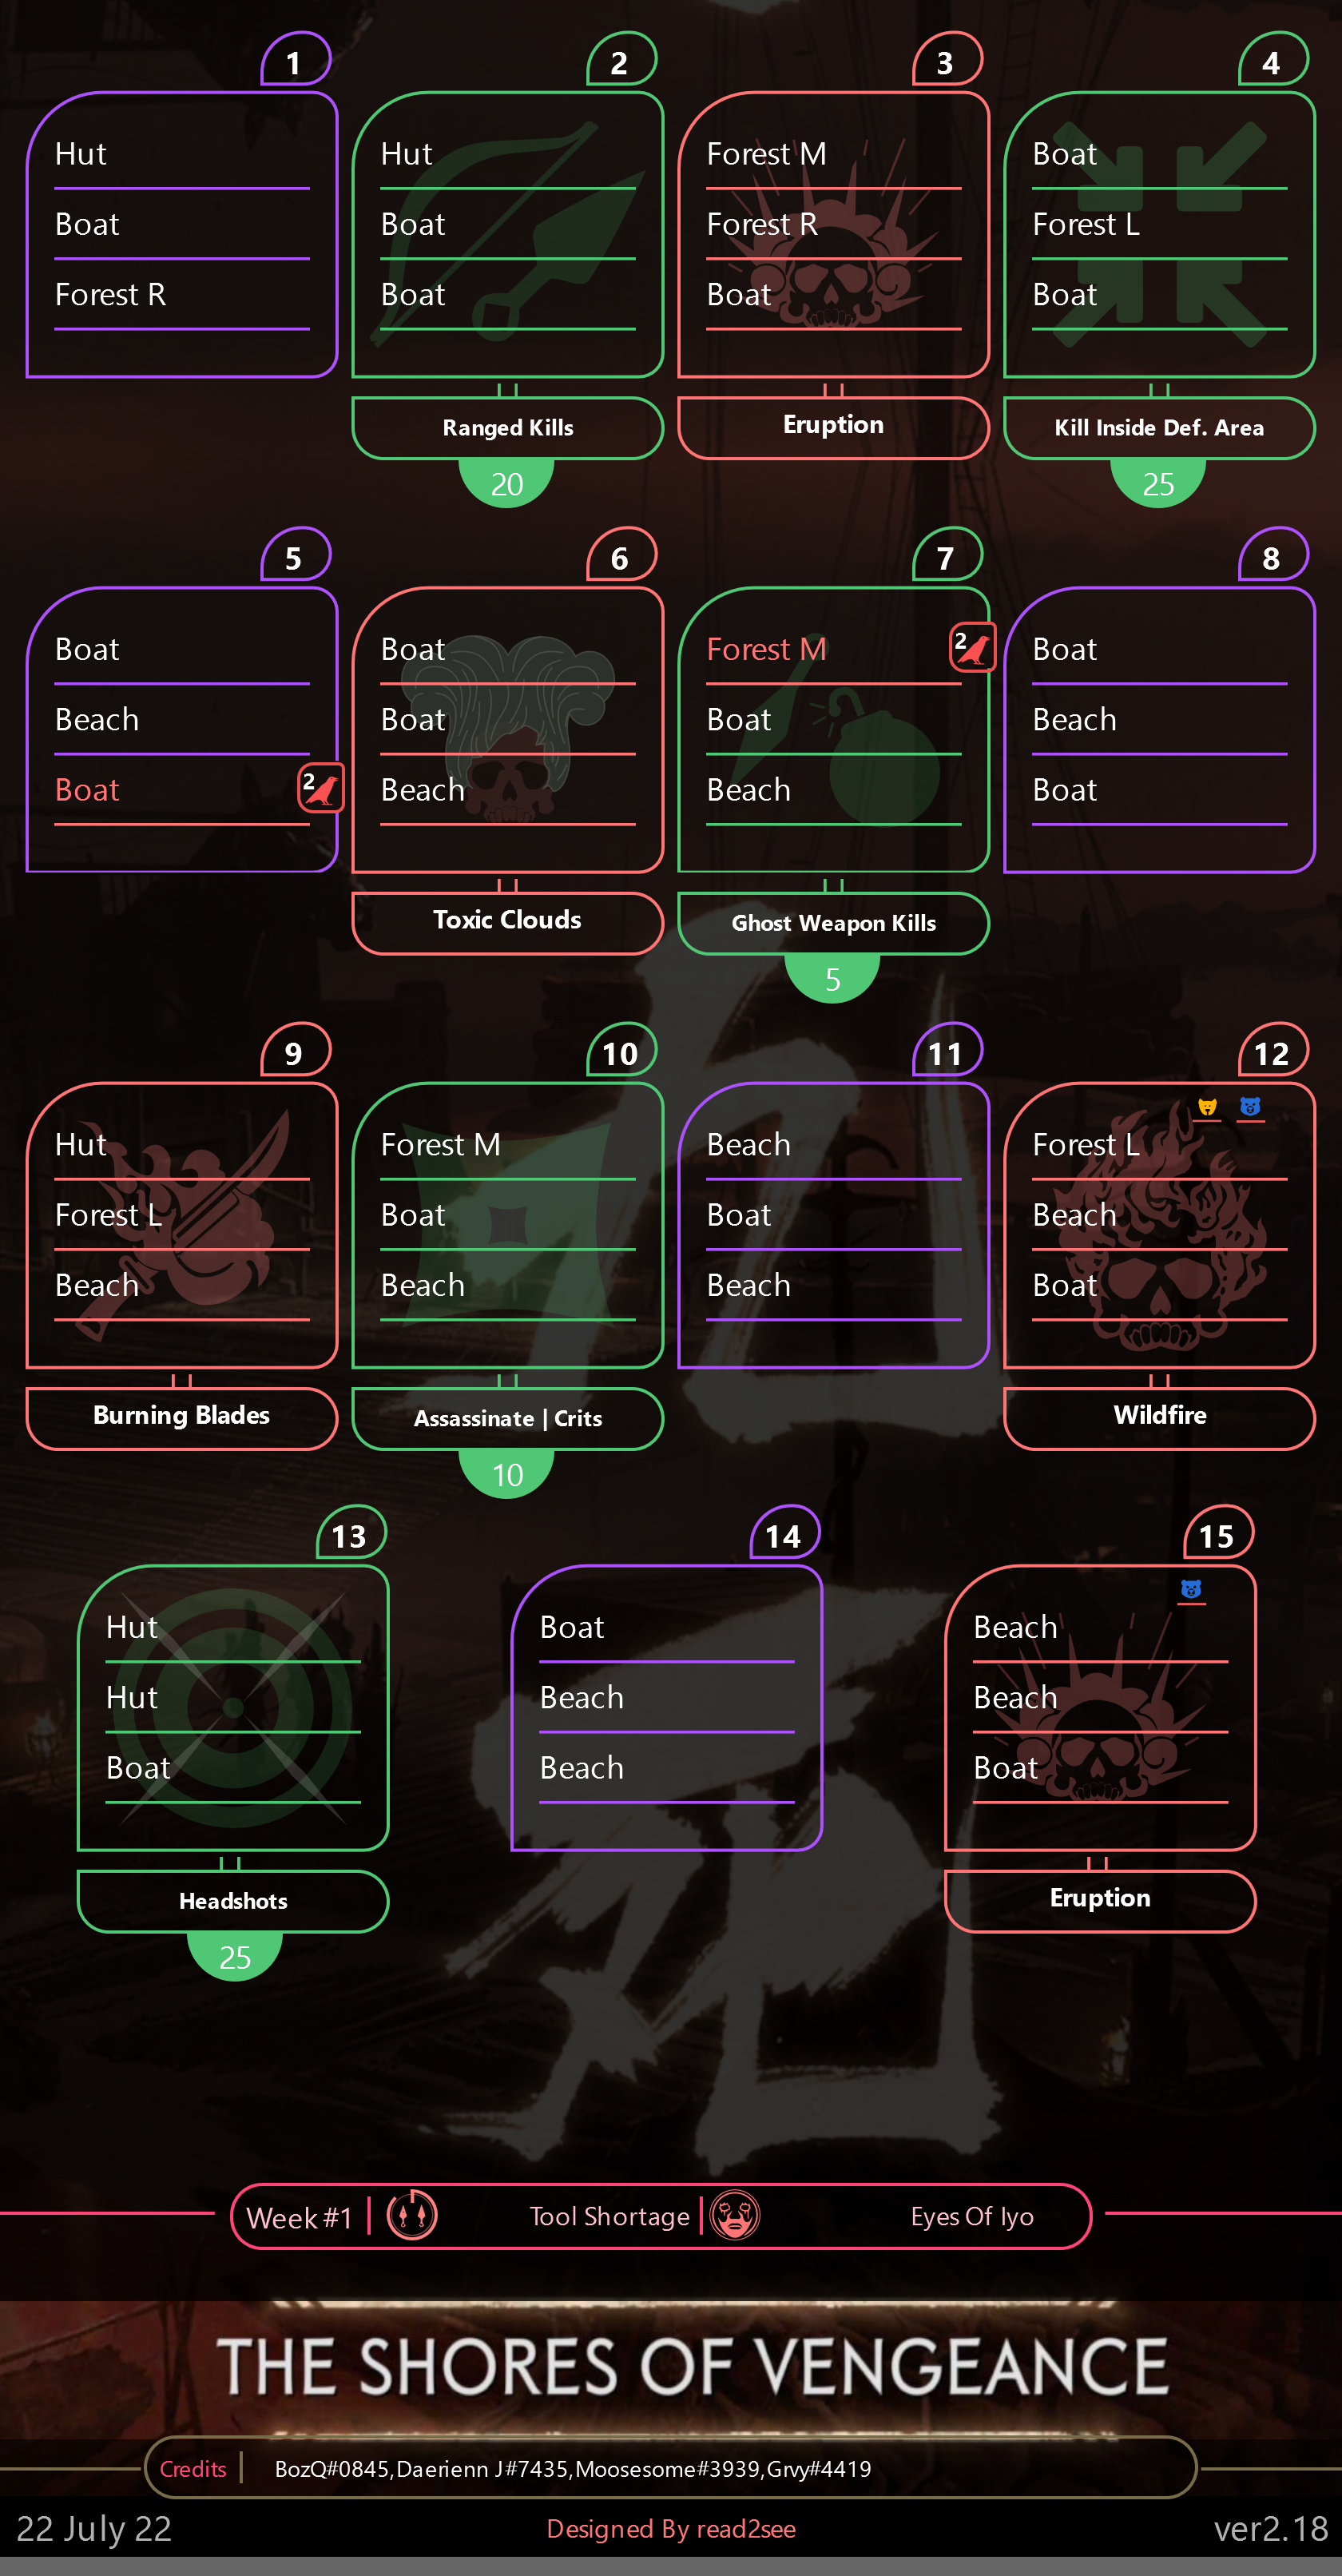 1
Hut
Boat
Forest R
2
Hut
Boat
Boat
Ranged Kills
20
3
Forest M
Forest R
Boat
Eruption
4
Boat
Forest L
Boat
Kill Inside Def. Area
25
5
Boat
Beach
Boat
2
6
Boat
Boat
Beach
Toxic Clouds
7
Forest M
2
Boat
Beach
Ghost Weapon Kills
5
8
Boat
Beach
Boat
9
Hut
Forest L
Beach
Burning Blades
10
Forest M
Boat
Beach
Assassinate | Crits
10
11
Beach
Boat
Beach
12
Forest L
Beach
Boat
Wildfire
13
Hut
Hut
Boat
Headshots
25
14
Boat
Beach
Beach
15
Beach
Beach
Boat
Eruption
Week #1
Tool Shortage
Eyes Of Iyo
THE SHORES OF VENGEANCE
Credits
BozQ#0845,Daerienn J#7435,Moosesome#3939,Grvy#4419
22 July 22
Designed By read2see
ver2.18